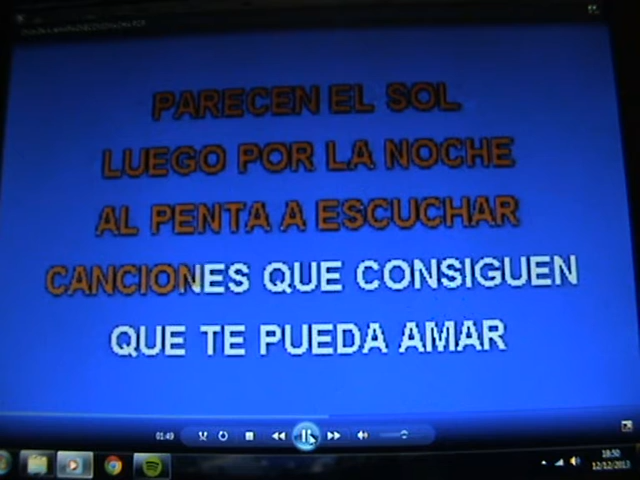 PARECEN EL SOL
LUEGO POR LA NOCHE
AL PENTA A ESCUCHAR
CANCIONES QUE CONSIGUEN
QUE TE PUEDA AMAR
01:49
18:50
12/12/2013